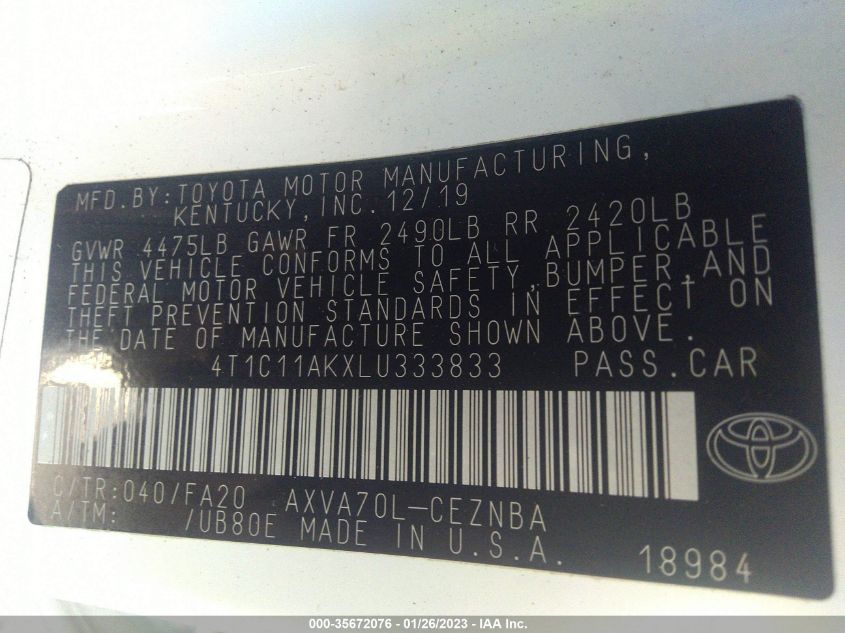 MFD.BY:TOYOTA MOTOR MANUFACTURING,
KENTUCKY,INC.12/19
GVWR 4475LB GAWR FR 2490LB RR 2420LB
THIS VEHICLE CONFORMS TO ALL APPLICABLE
FEDERAL MOTOR VEHICLE SAFETY,BUMPER,AND
THEFT PREVENTION STANDARDS IN EFFECT ON
THE DATE OF MANUFACTURE SHOWN ABOVE.
4T1C11AKXLU333833 PASS.CAR
C/TR:040/FA20 AXVA70L-CEZNBA
A/TM: /UB80E MADE IN U.S.A. 18984
000-35672076 - 01/26/2023 - IAA Inc.